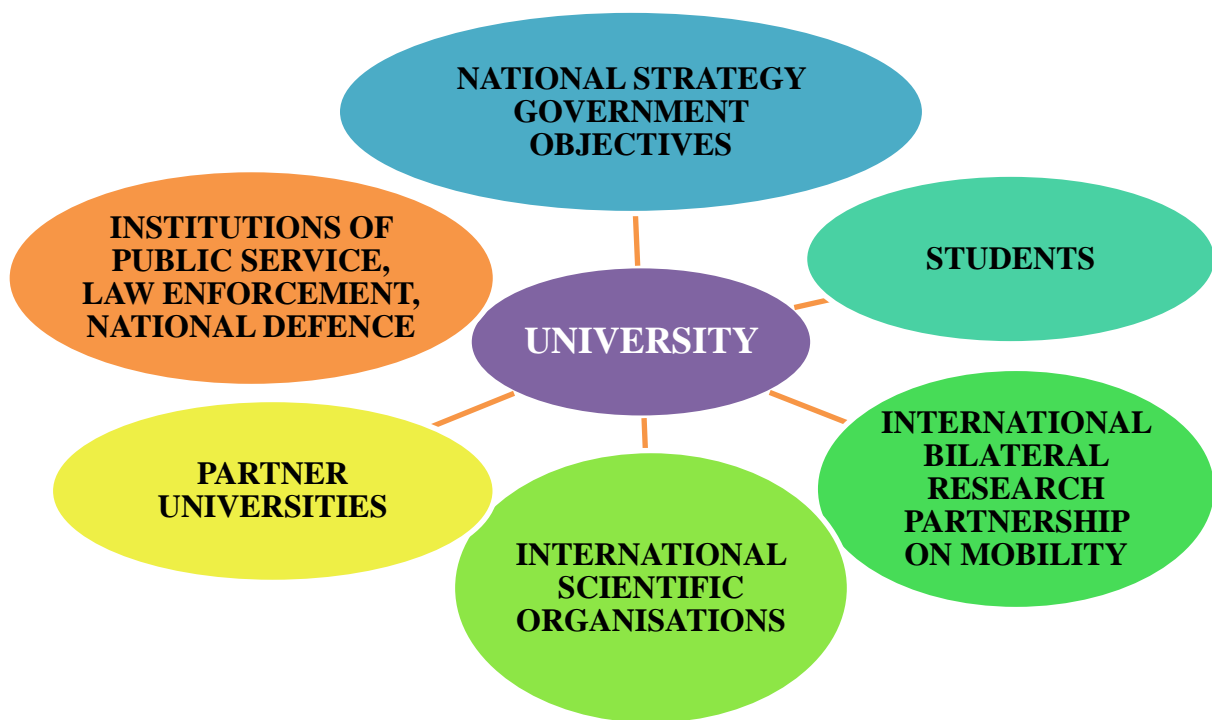 NATIONAL STRATEGY
GOVERNMENT
OBJECTIVES
INSTITUTIONS OF
PUBLIC SERVICE,
LAW ENFORCEMENT,
NATIONAL DEFENCE
STUDENTS
UNIVERSITY
INTERNATIONAL
BILATERAL
RESEARCH
PARTNERSHIP
ON MOBILITY
PARTNER
UNIVERSITIES
INTERNATIONAL
SCIENTIFIC
ORGANISATIONS